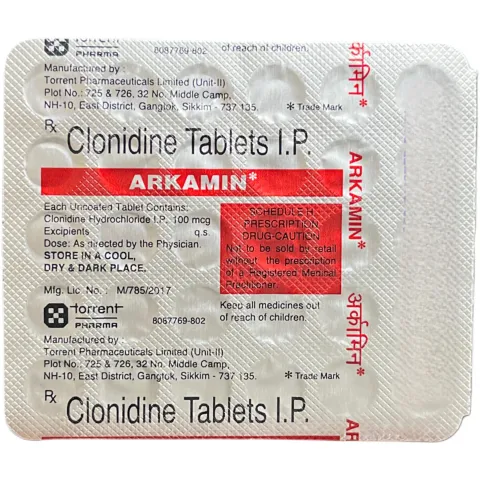 torrent
PHARMA 8067769-802 of reach of children.
Manufactured by :
Torrent Pharmaceuticals Limited (Unit-II)
Plot No.: 725 & 726, 32 No. Middle Camp,
NH-10, East District, Gangtok, Sikkim - 737 135. * Trade Mark
Rx Clonidine Tablets I.P.
ARKAMIN*
Each Uncoated Tablet Contains:
Clonidine Hydrochloride I.P. 100 mcg
Excipients q.s.
Dose: As directed by the Physician.
STORE IN A COOL,
DRY & DARK PLACE.
Mfg. Lic. No. : M/785/2017
SCHEDULE H
PRESCRIPTION
DRUG-CAUTION
Not to be sold by retail
without the prescription
of a Registered Medical
Practitioner.
torrent
PHARMA 8067769-802
Keep all medicines out
of reach of children.
Manufactured by :
Torrent Pharmaceuticals Limited (Unit-II)
Plot No.: 725 & 726, 32 No. Middle Camp,
NH-10, East District, Gangtok, Sikkim - 737 135. * Trade Mark
Rx Clonidine Tablets I.P.
अर्कामिन*
ARKAMIN*
अर्कामिन*